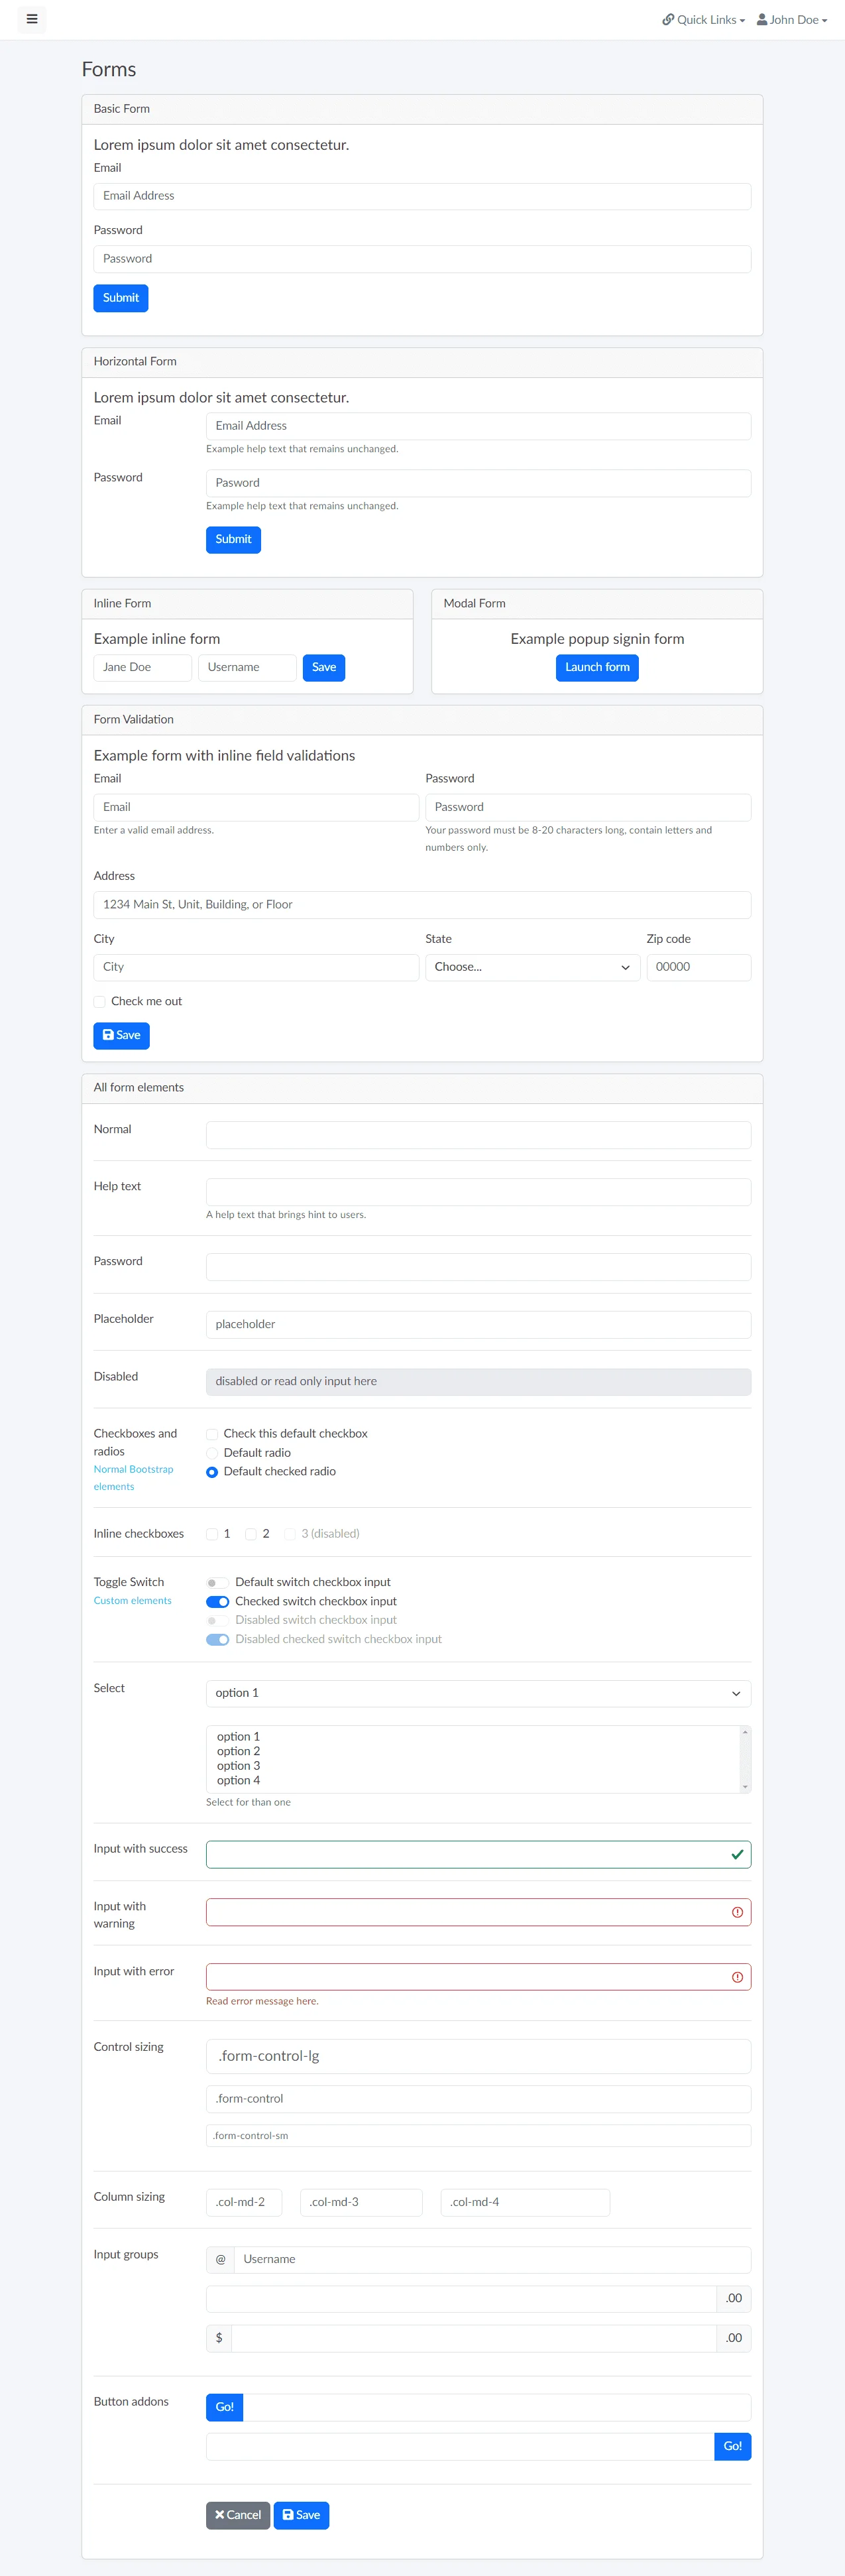 Quick Links
John Doe
Forms
Basic Form
Lorem ipsum dolor sit amet consectetur.
Email
Email Address
Password
Password
Submit
Horizontal Form
Lorem ipsum dolor sit amet consectetur.
Email
Email Address
Example help text that remains unchanged.
Password
Pasword
Example help text that remains unchanged.
Submit
Inline Form
Example inline form
Jane Doe
Username
Save
Modal Form
Example popup signin form
Launch form
Form Validation
Example form with inline field validations
Email
Email
Enter a valid email address.
Password
Password
Your password must be 8-20 characters long, contain letters and
numbers only.
Address
1234 Main St, Unit, Building, or Floor
City
City
State
Choose...
Zip code
00000
Check me out
Save
All form elements
Normal
Help text
A help text that brings hint to users.
Password
Placeholder
placeholder
Disabled
disabled or read only input here
Checkboxes and
radios
Normal Bootstrap
elements
Check this default checkbox
Default radio
Default checked radio
Inline checkboxes
1
2
3 (disabled)
Toggle Switch
Custom elements
Default switch checkbox input
Checked switch checkbox input
Disabled switch checkbox input
Disabled checked switch checkbox input
Select
option 1
option 1
option 2
option 3
option 4
Select for than one
Input with success
Input with
warning
Input with error
Read error message here.
Control sizing
.form-control-lg
.form-control
.form-control-sm
Column sizing
.col-md-2
.col-md-3
.col-md-4
Input groups
@
Username
.00
$
.00
Button addons
Go!
Go!
Cancel
Save